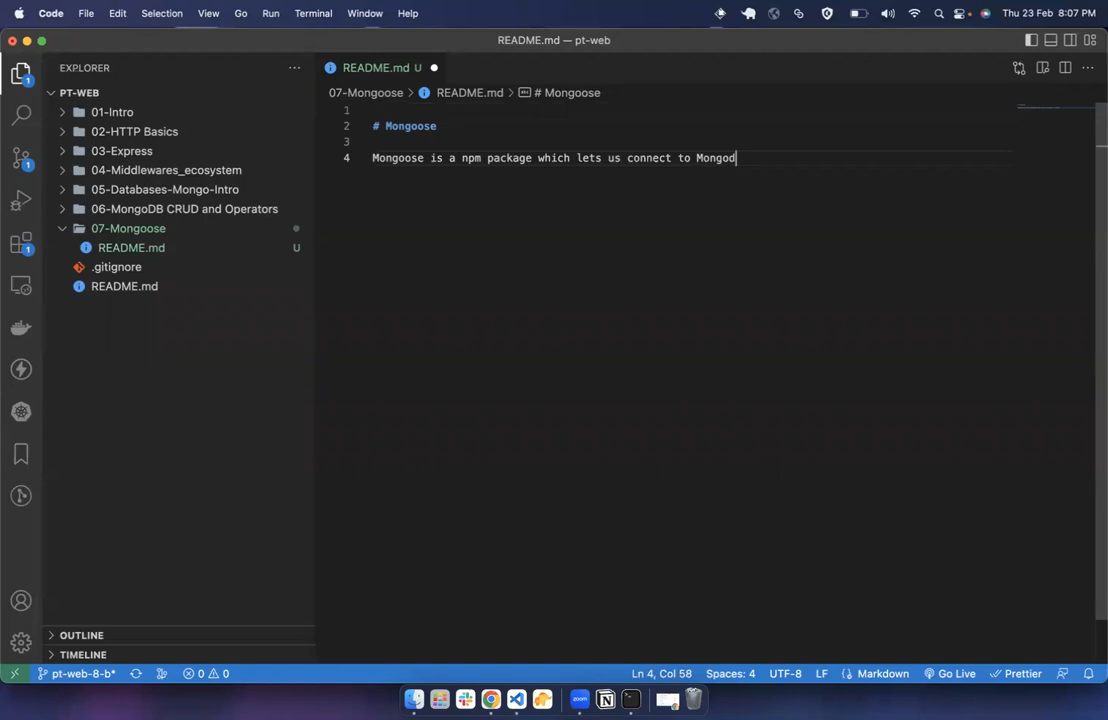 Code File Edit Selection View Go Run Terminal Window Help Thu 23 Feb 8:07 PM
README.md — pt-web
EXPLORER
README.md U
PT-WEB
07-Mongoose > README.md > # Mongoose
01-Intro
02-HTTP Basics
03-Express
04-Middlewares_ecosystem
05-Databases-Mongo-Intro
06-MongoDB CRUD and Operators
07-Mongoose
README.md U
.gitignore
README.md
1
2 # Mongoose
3
4 Mongoose is a npm package which lets us connect to Mongod
1
1
1
OUTLINE
TIMELINE
pt-web-8-b* 0 0 Ln 4, Col 58 Spaces: 4 UTF-8 LF Markdown Go Live Prettier
zoom